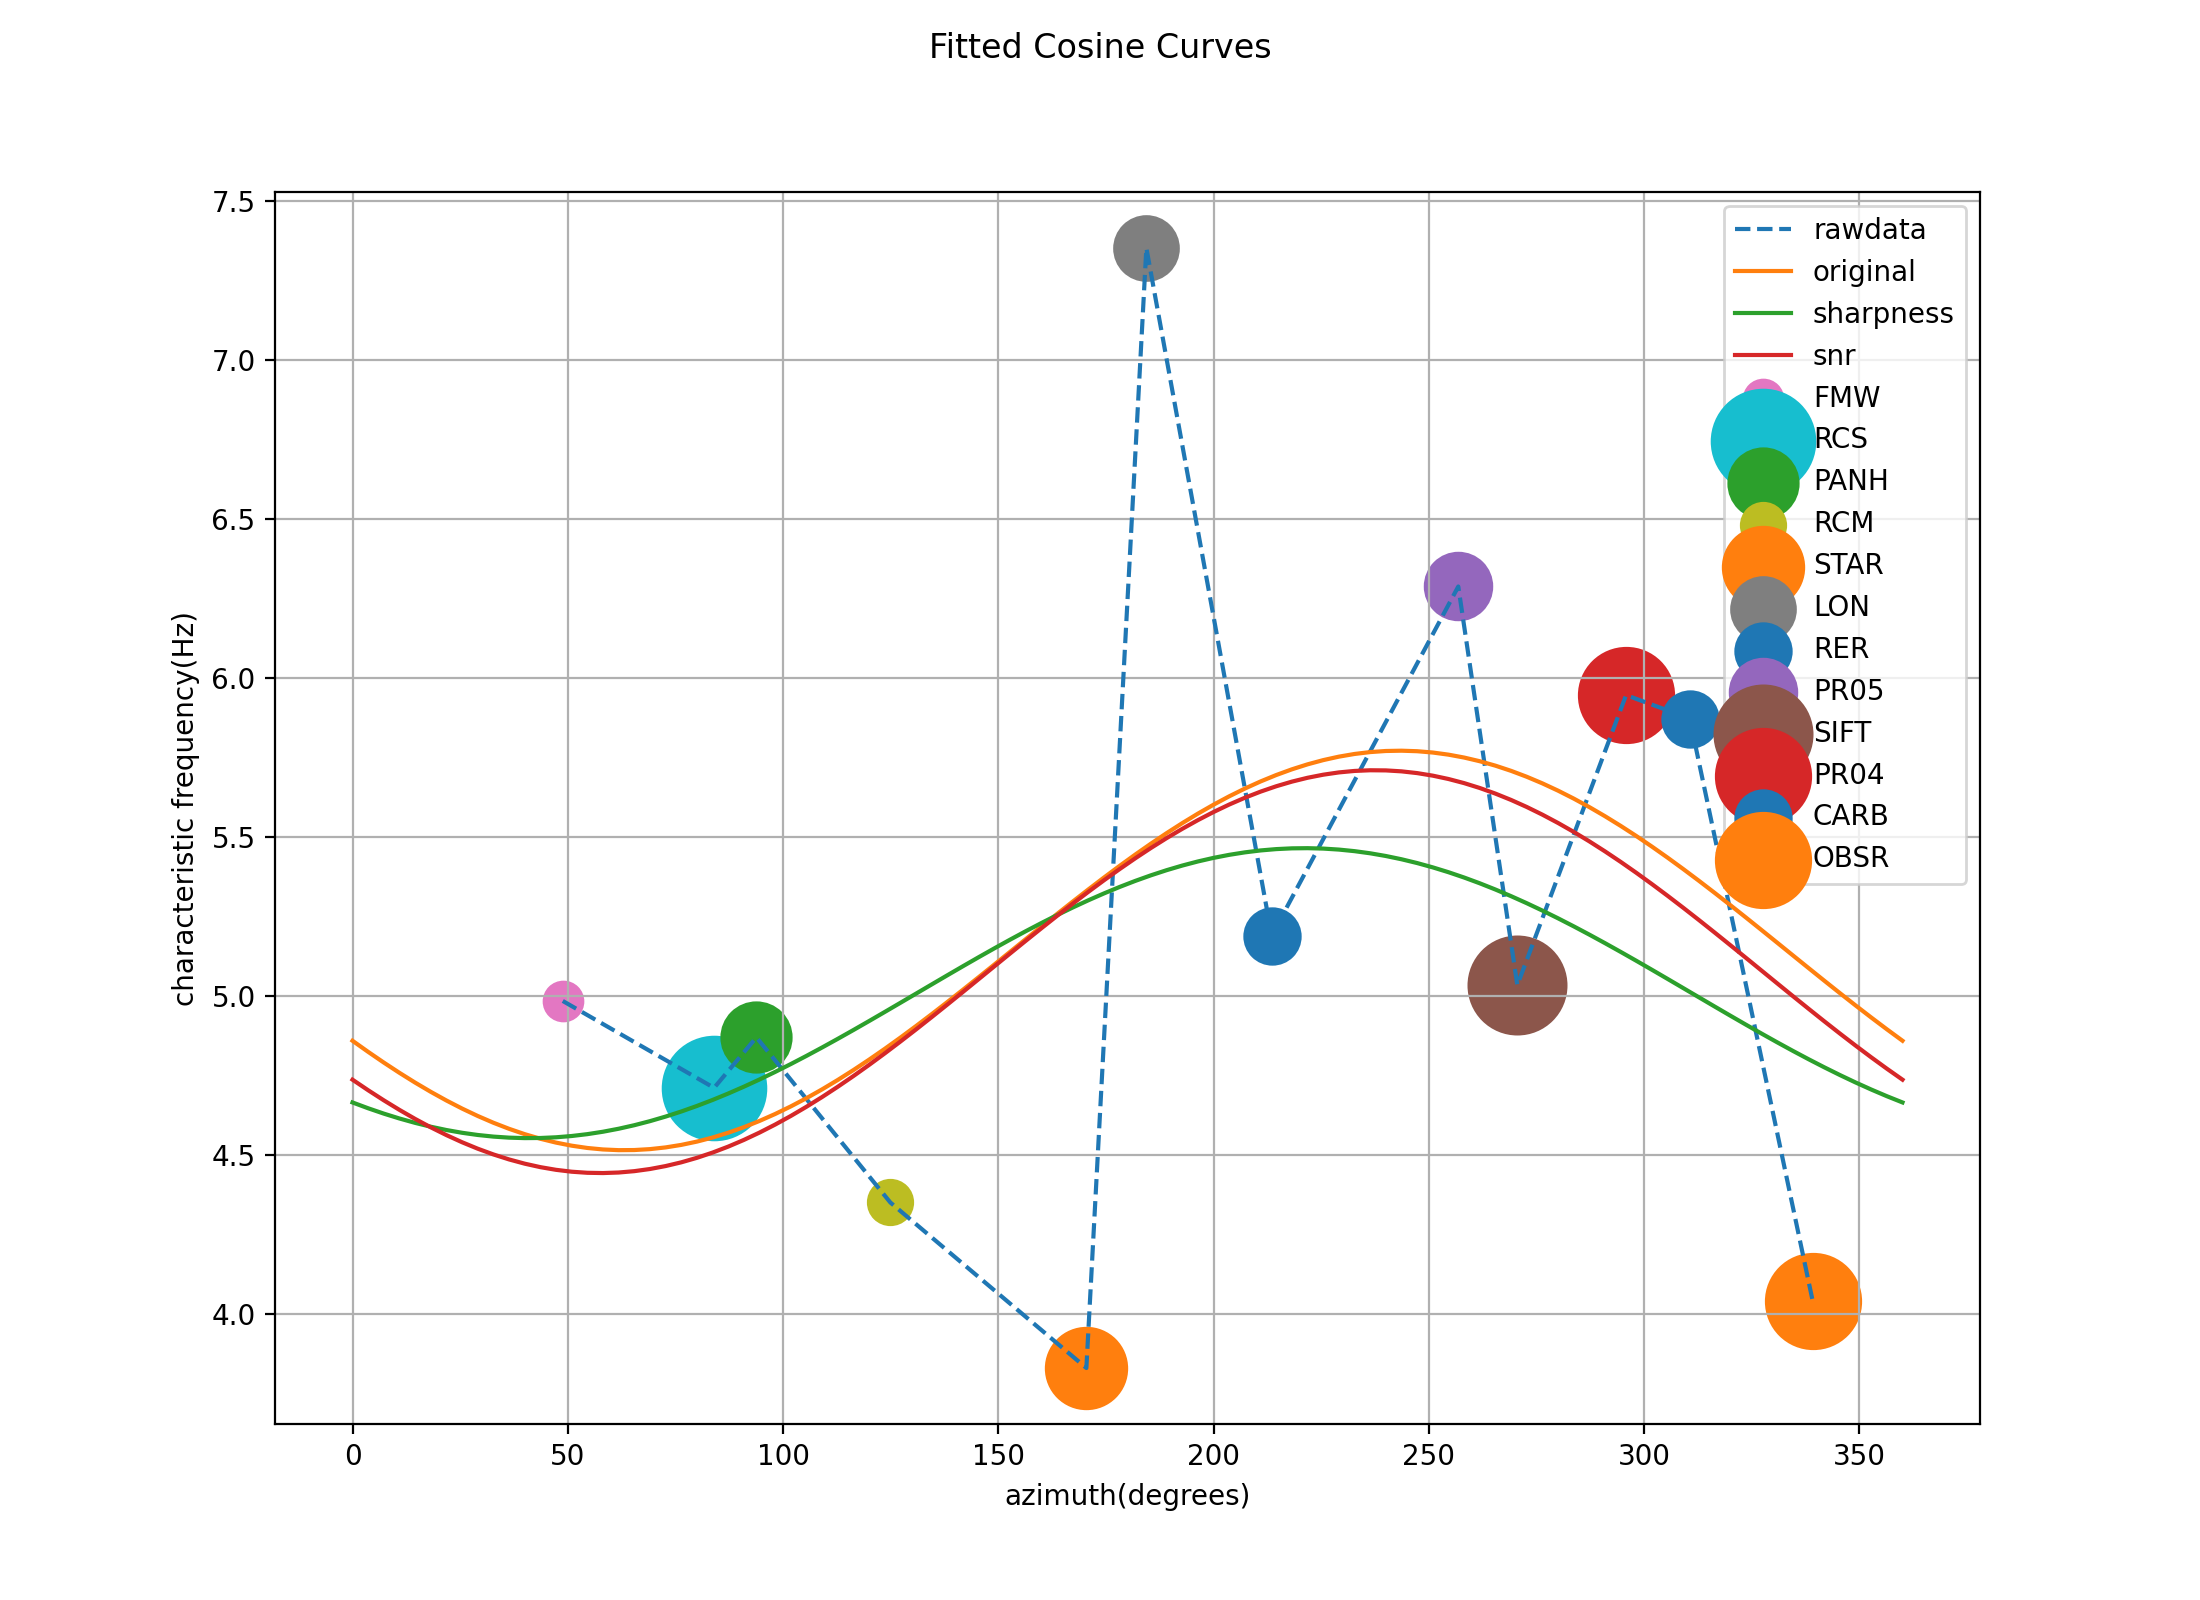 Fitted Cosine Curves
7.5
7.0
6.5
6.0
5.5
5.0
4.5
4.0
characteristic frequency(Hz)
0 50 100 150 200 250 300 350
azimuth(degrees)
rawdata
original
sharpness
snr
FMW
RCS
PANH
RCM
STAR
LON
RER
PR05
SIFT
PR04
CARB
OBSR